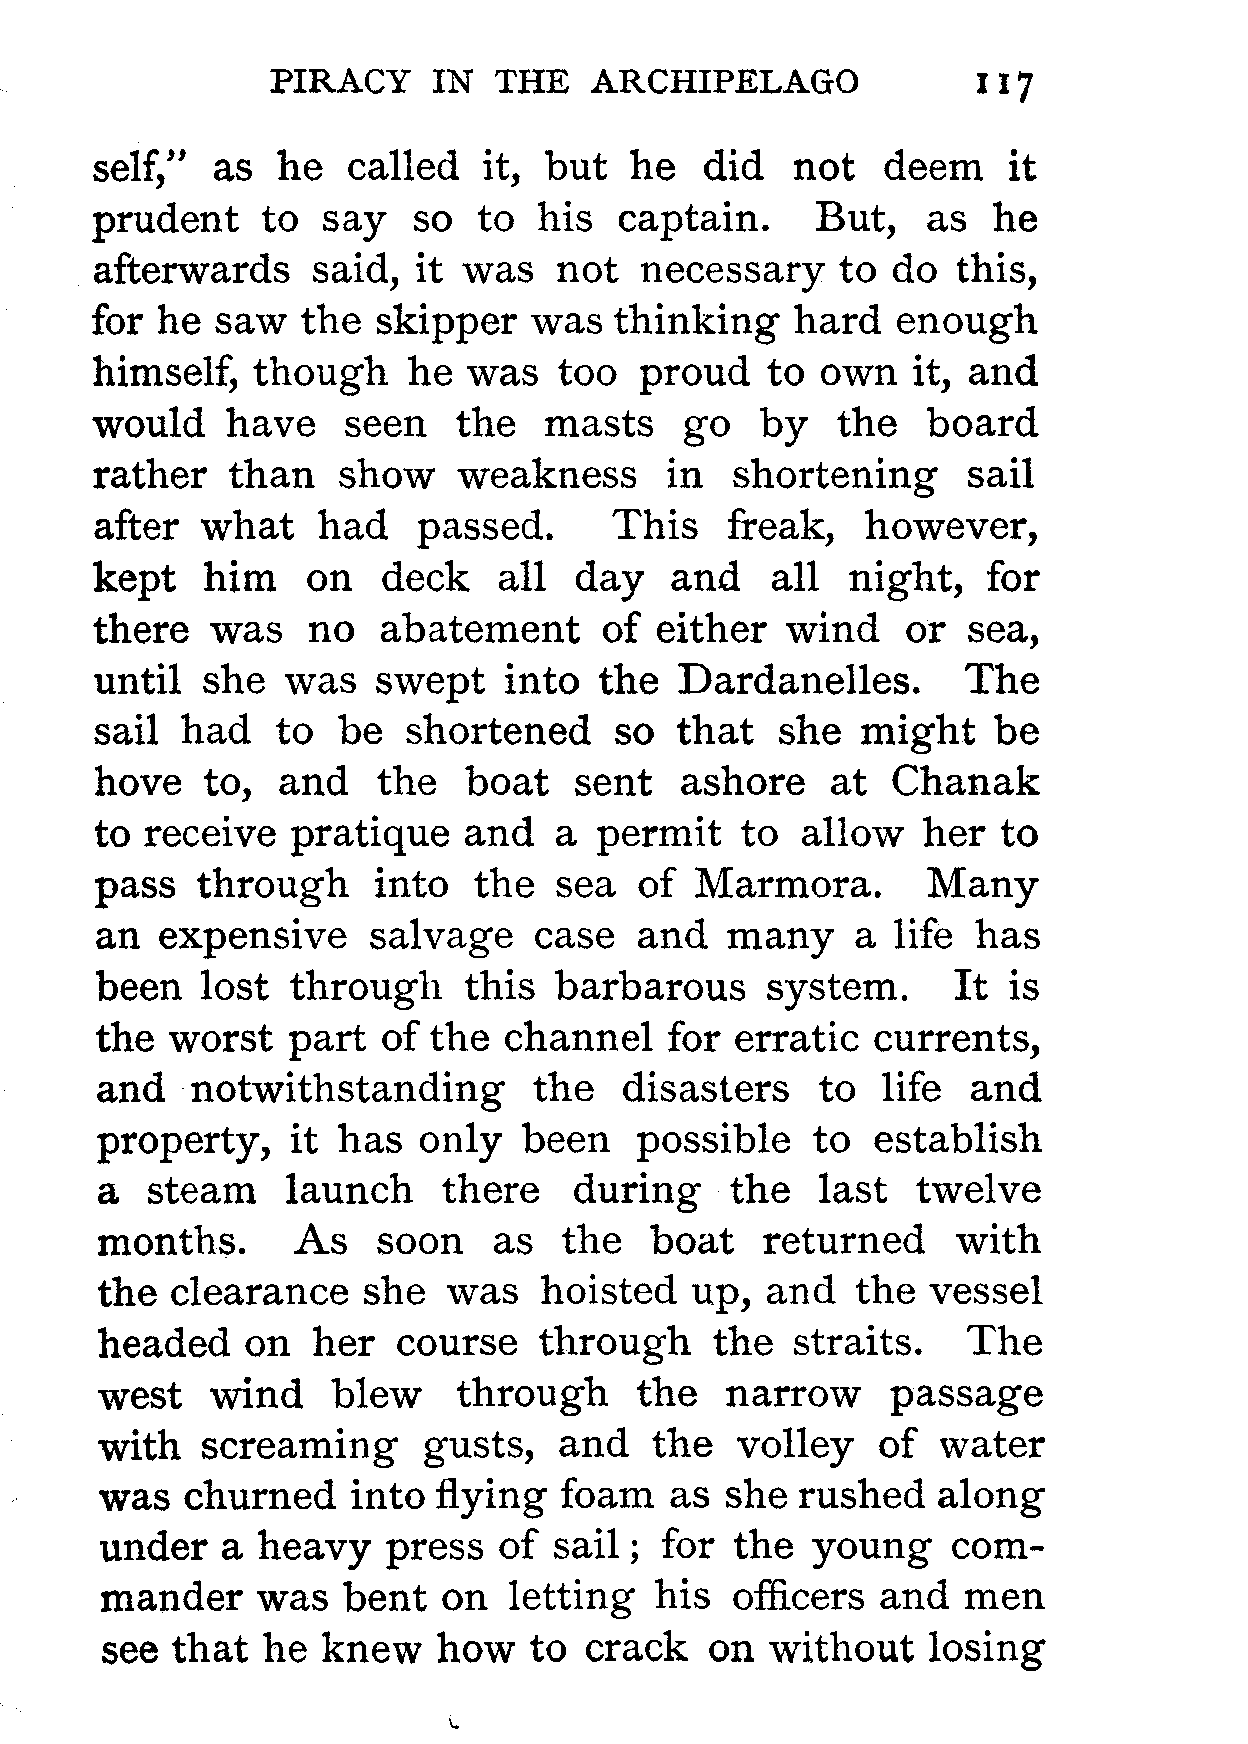 PIRACY IN THE ARCHIPELAGO 117
self," as he called it, but he did not deem it
prudent to say so to his captain. But, as he
afterwards said, it was not necessary to do this,
for he saw the skipper was thinking hard enough
himself, though he was too proud to own it, and
would have seen the masts go by the board
rather than show weakness in shortening sail
after what had passed. This freak, however,
kept him on deck all day and all night, for
there was no abatement of either wind or sea,
until she was swept into the Dardanelles. The
sail had to be shortened so that she might be
hove to, and the boat sent ashore at Chanak
to receive pratique and a permit to allow her to
pass through into the sea of Marmora. Many
an expensive salvage case and many a life has
been lost through this barbarous system. It is
the worst part of the channel for erratic currents,
and notwithstanding the disasters to life and
property, it has only been possible to establish
a steam launch there during the last twelve
months. As soon as the boat returned with
the clearance she was hoisted up, and the vessel
headed on her course through the straits. The
west wind blew through the narrow passage
with screaming gusts, and the volley of water
was churned into flying foam as she rushed along
under a heavy press of sail ; for the young com-
mander was bent on letting his officers and men
see that he knew how to crack on without losing